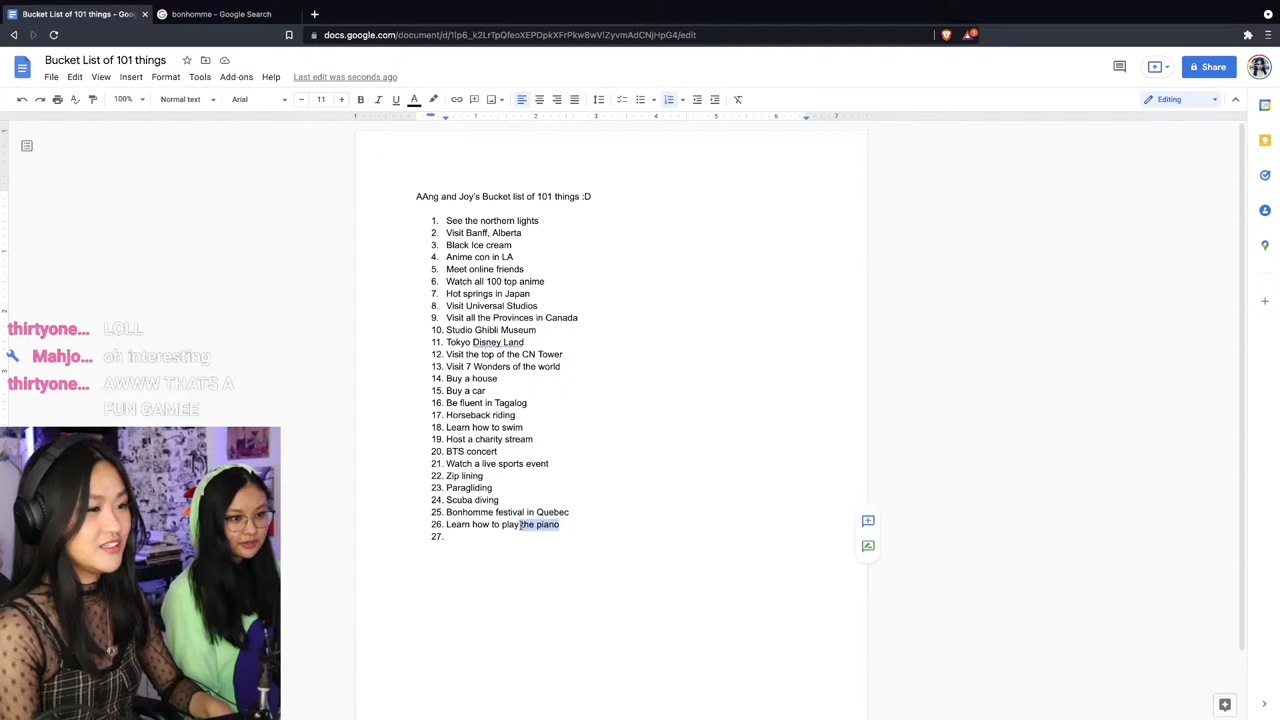 Bucket List of 101 things - Goo
bonhomme - Google Search
docs.google.com/document/d/1lp6_k2LrTpQfeoXEPDpkXFrPkw8wVlZyvmAdCNjHpG4/edit
Bucket List of 101 things
File Edit View Insert Format Tools Add-ons Help Last edit was seconds ago
Share
100% Normal text Arial 11 Editing
AAng and Joy's Bucket list of 101 things :D
1. See the northern lights
2. Visit Banff, Alberta
3. Black Ice cream
4. Anime con in LA
5. Meet online friends
6. Watch all 100 top anime
7. Hot springs in Japan
8. Visit Universal Studios
9. Visit all the Provinces in Canada
10. Studio Ghibli Museum
11. Tokyo Disney Land
12. Visit the top of the CN Tower
13. Visit 7 Wonders of the world
14. Buy a house
15. Buy a car
16. Be fluent in Tagalog
17. Horseback riding
18. Learn how to swim
19. Host a charity stream
20. BTS concert
21. Watch a live sports event
22. Zip lining
23. Paragliding
24. Scuba diving
25. Bonhomme festival in Quebec
26. Learn how to play the piano
27.
thirtyone... LOLL
Mahjo... oh interesting
thirtyone... AWWW THATS A
FUN GAMEE